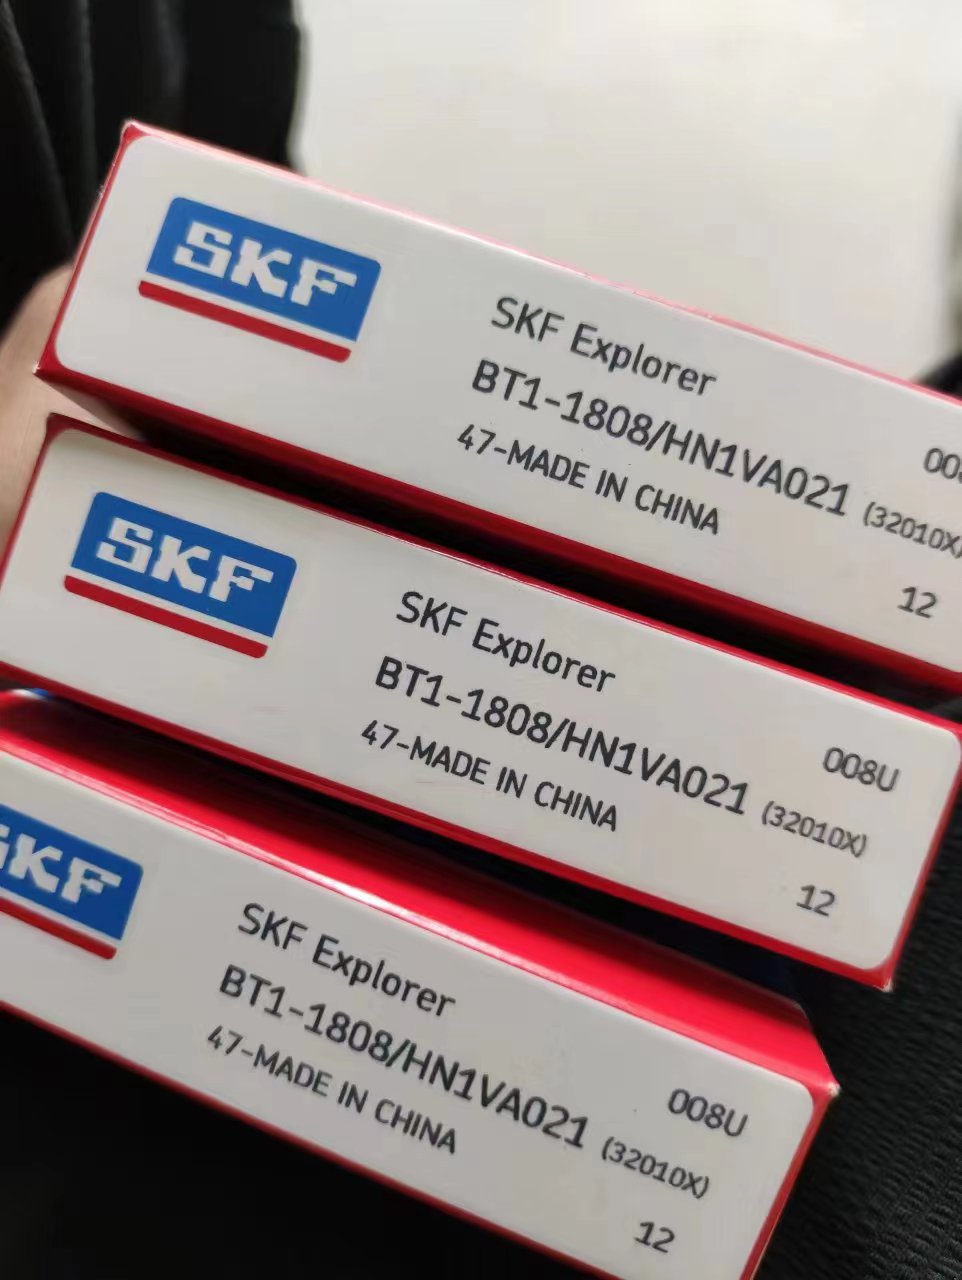 SKF
SKF Explorer
BT1-1808/HN1VA021 (32010X)
47-MADE IN CHINA
12
SKF
SKF Explorer
008U
BT1-1808/HN1VA021 (32010X)
47-MADE IN CHINA
12
SKF
SKF Explorer
008U
BT1-1808/HN1VA021 (32010X)
47-MADE IN CHINA
12